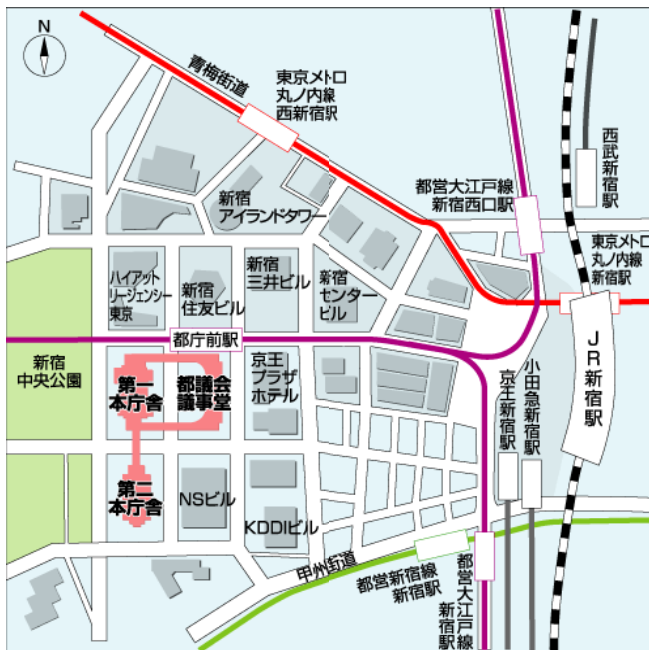 N
青梅街道
東京メトロ
丸ノ内線
西新宿駅
西武新宿駅
都営大江戸線
新宿西口駅
新宿
アイランドタワー
東京メトロ
丸ノ内線
新宿駅
ハイアット
リージェンシー
東京
新宿
住友ビル
新宿
三井ビル
新宿
センター
ビル
都庁前駅
JR新宿駅
新宿
中央公園
第一
本庁舎
都議会
議事堂
京王
プラザ
ホテル
小田急新宿駅
京王新宿駅
第二
本庁舎
NSビル
KDDIビル
甲州街道
都営新宿線
新宿駅
都営大江戸線
新宿駅